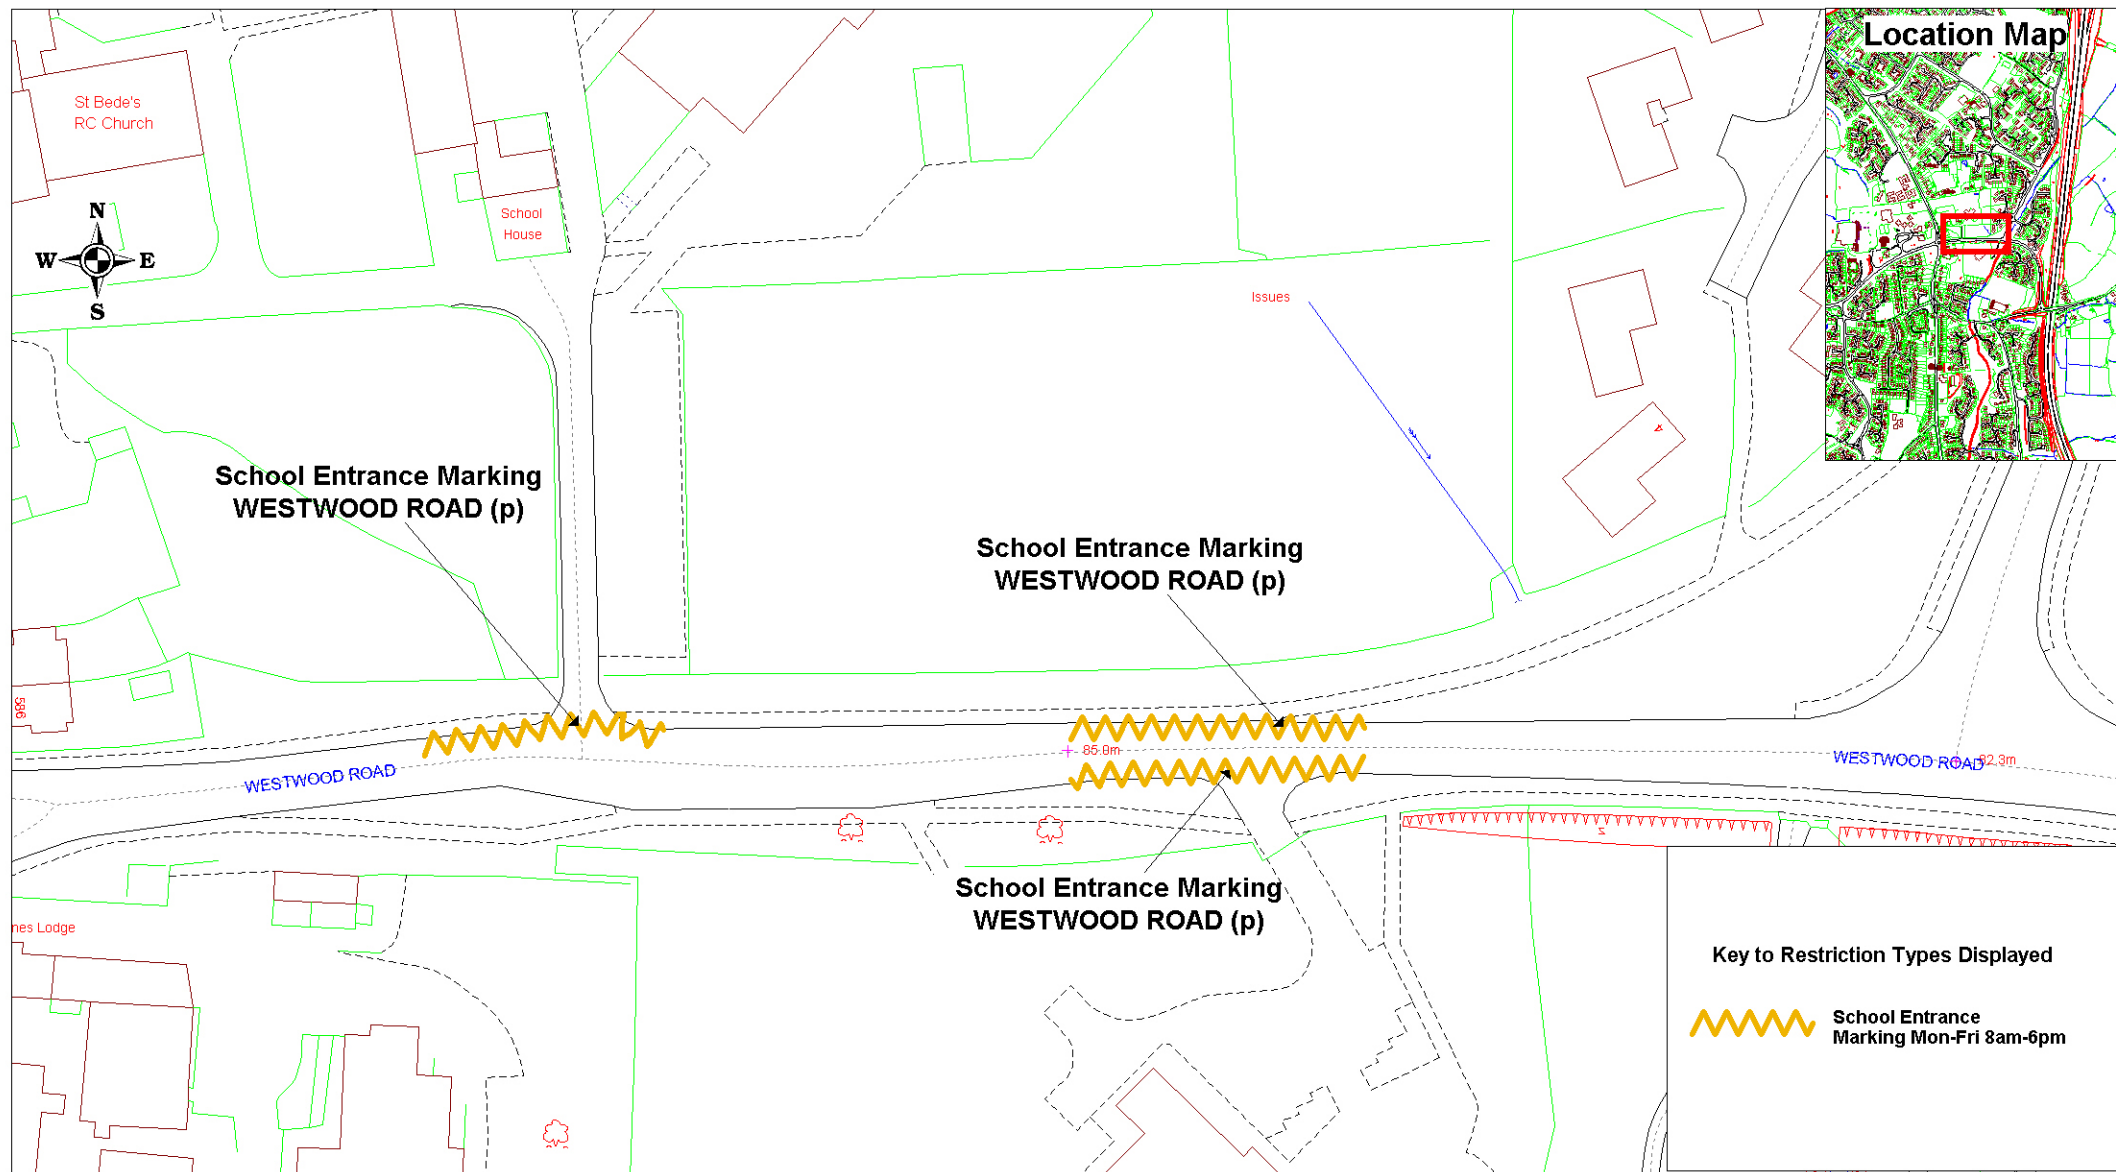 Location Map
St Bede's
RC Church
School
House
N
W
E
S
Issues
4
School Entrance Marking
WESTWOOD ROAD (p)
School Entrance Marking
WESTWOOD ROAD (p)
586
85.0m
WESTWOOD ROAD
WESTWOOD ROAD
82.3m
School Entrance Marking
WESTWOOD ROAD (p)
nes Lodge
Key to Restriction Types Displayed
School Entrance
Marking Mon-Fri 8am-6pm